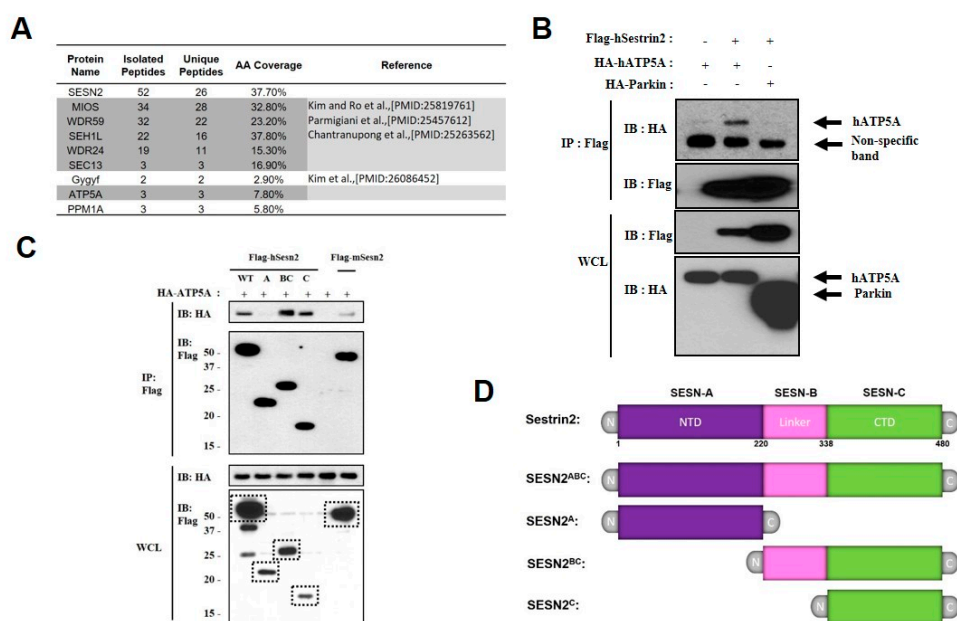 A
Protein Name Isolated Peptides Unique Peptides AA Coverage Reference
SESN2 52 26 37.70%
MIOS 34 28 32.80% Kim and Ro et al.,[PMID:25819761]
WDR59 32 22 23.20% Parmigiani et al.,[PMID:25457612]
SEH1L 22 16 37.80% Chantranupong et al.,[PMID:25263562]
WDR24 19 11 15.30%
SEC13 3 3 16.90%
Gygyf 2 2 2.90% Kim et al.,[PMID:26086452]
ATP5A 3 3 7.80%
PPM1A 3 3 5.80%
B
Flag-hSestrin2 : - + +
HA-hATP5A : + + -
HA-Parkin : - - +
IP : Flag
IB : HA
hATP5A
Non-specific band
IB : Flag
WCL
IB : Flag
IB : HA
hATP5A
Parkin
C
Flag-hSesn2 Flag-mSesn2
WT A BC C
HA-ATP5A : + + + + + +
IP: Flag
IB: HA
IB: Flag
50 -
37 -
25 -
20 -
15 -
WCL
IB: HA
IB: Flag
50 -
37 -
25 -
20 -
15 -
D
SESN-A SESN-B SESN-C
Sestrin2: N NTD Linker CTD C
1 220 338 480
SESN2ABC: N C
SESN2A: N C
SESN2BC: N C
SESN2C: N C